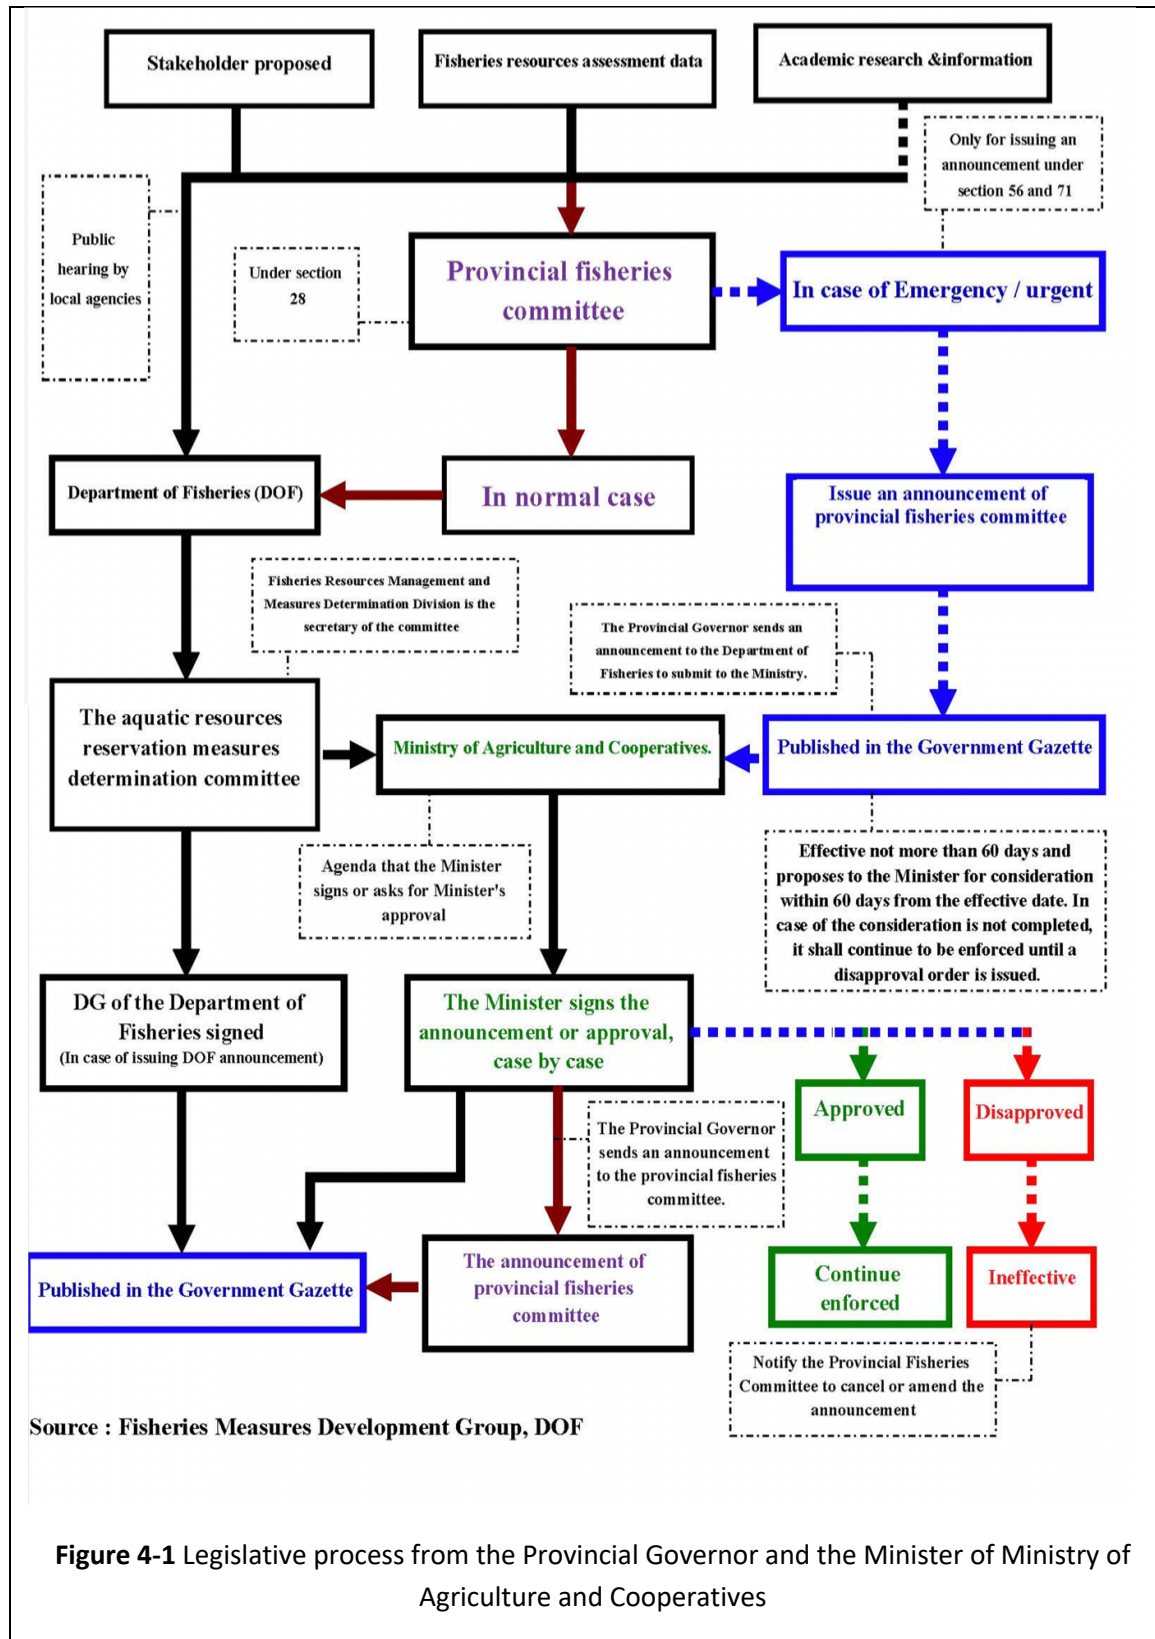 Stakeholder proposed
Fisheries resources assessment data
Academic research &information
Only for issuing an
announcement under
section 56 and 71
Public
hearing by
local agencies
Under section
28
Provincial fisheries
committee
In case of Emergency / urgent
Department of Fisheries (DOF)
In normal case
Issue an announcement of
provincial fisheries committee
Fisheries Resources Management and
Measures Determination Division is the
secretary of the committee
The Provincial Governor sends an
announcement to the Department of
Fisheries to submit to the Ministry.
The aquatic resources
reservation measures
determination committee
Ministry of Agriculture and Cooperatives.
Published in the Government Gazette
Agenda that the Minister
signs or asks for Minister's
approval
Effective not more than 60 days and
proposes to the Minister for consideration
within 60 days from the effective date. In
case of the consideration is not completed,
it shall continue to be enforced until a
disapproval order is issued.
DG of the Department of
Fisheries signed
(In case of issuing DOF announcement)
The Minister signs the
announcement or approval,
case by case
Approved
Disapproved
The Provincial Governor
sends an announcement
to the provincial fisheries
committee.
Published in the Government Gazette
The announcement of
provincial fisheries
committee
Continue
enforced
Ineffective
Notify the Provincial Fisheries
Committee to cancel or amend the
announcement
Source : Fisheries Measures Development Group, DOF
Figure 4-1 Legislative process from the Provincial Governor and the Minister of Ministry of
Agriculture and Cooperatives